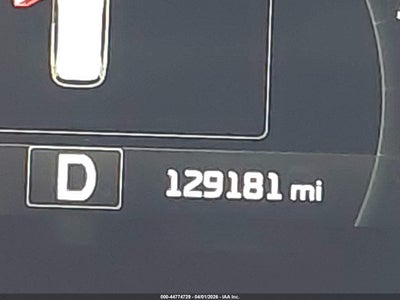 D 129181 mi
000-44774729 - 04/01/2026 - IAA Inc.